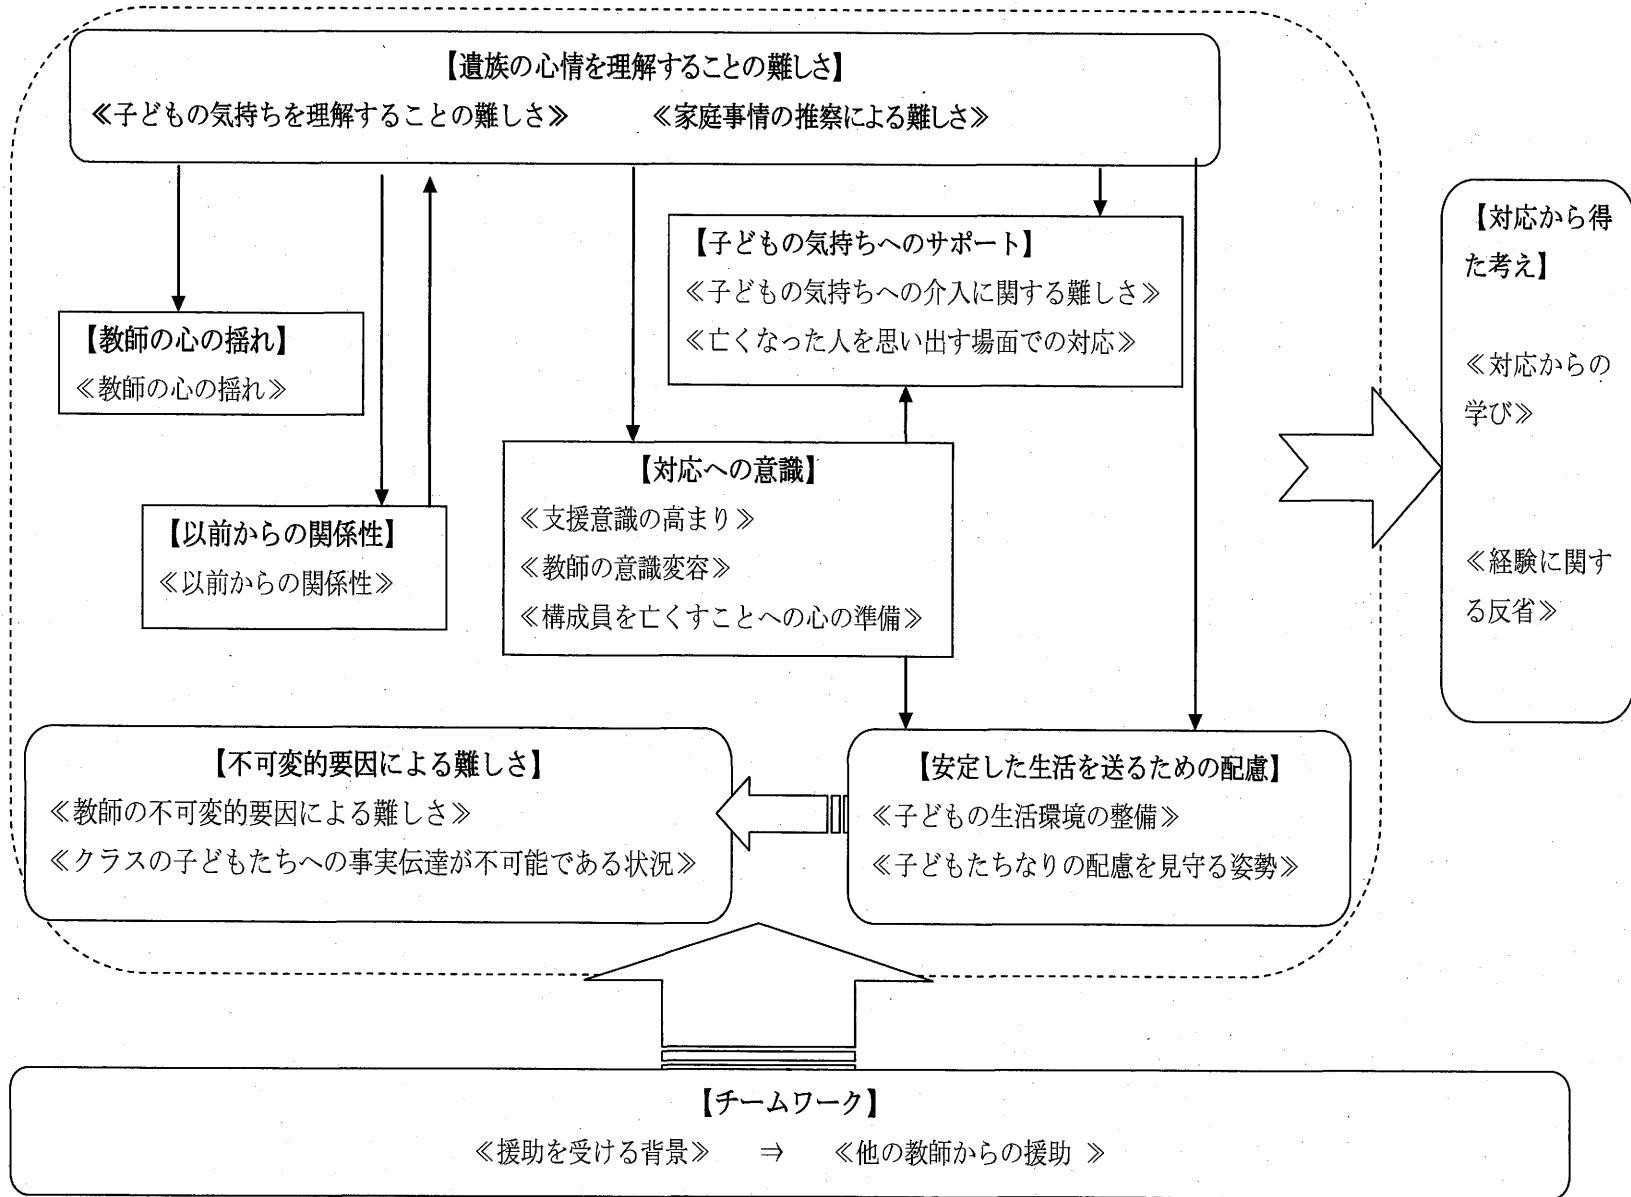 【遺族の心情を理解することの難しさ】
≪子どもの気持ちを理解することの難しさ≫ ≪家庭事情の推察による難しさ≫
【子どもの気持ちへのサポート】
≪子どもの気持ちへの介入に関する難しさ≫
≪亡くなった人を思い出す場面での対応≫
【教師の心の揺れ】
≪教師の心の揺れ≫
【対応への意識】
≪支援意識の高まり≫
≪教師の意識変容≫
≪構成員を亡くすことへの心の準備≫
【以前からの関係性】
≪以前からの関係性≫
【不可変的要因による難しさ】
≪教師の不可変的要因による難しさ≫
≪クラスの子どもたちへの事実伝達が不可能である状況≫
【安定した生活を送るための配慮】
≪子どもの生活環境の整備≫
≪子どもたちなりの配慮を見守る姿勢≫
【対応から得
た考え】
≪対応からの
学び≫
≪経験に関す
る反省≫
【チームワーク】
≪援助を受ける背景≫ ⇒ ≪他の教師からの援助 ≫